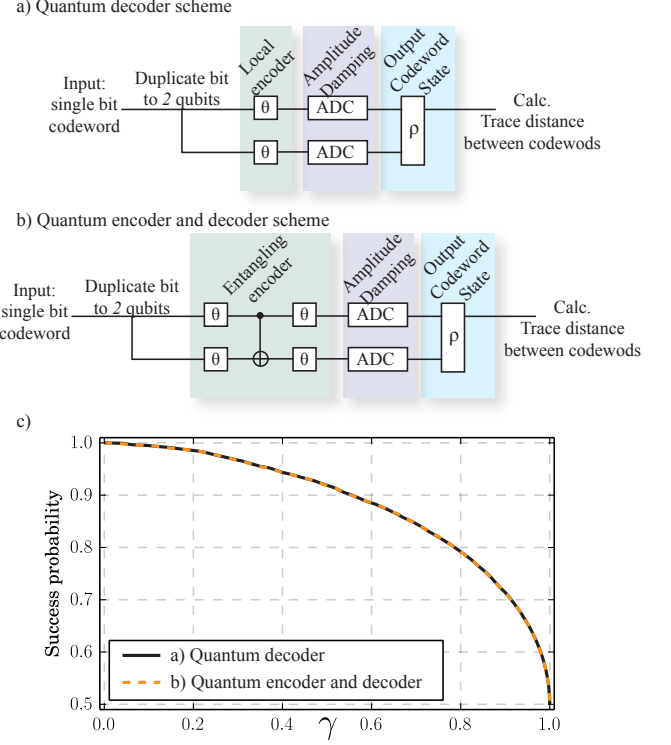 a) Quantum decoder scheme
Local
encoder
Amplitude
Damping
Output
Codeword
State
Input:
single bit
codeword
Duplicate bit
to 2 qubits
θ
ADC
θ
ADC
ρ
Calc.
Trace distance
between codewods
b) Quantum encoder and decoder scheme
Entangling
encoder
Amplitude
Damping
Output
Codeword
State
Input:
single bit
codeword
Duplicate bit
to 2 qubits
θ
θ
ADC
θ
θ
ADC
ρ
Calc.
Trace distance
between codewods
c)
Success probability
1.0
0.9
0.8
0.7
0.6
0.5
a) Quantum decoder
b) Quantum encoder and decoder
0.0
0.2
0.4
0.6
0.8
1.0
γ